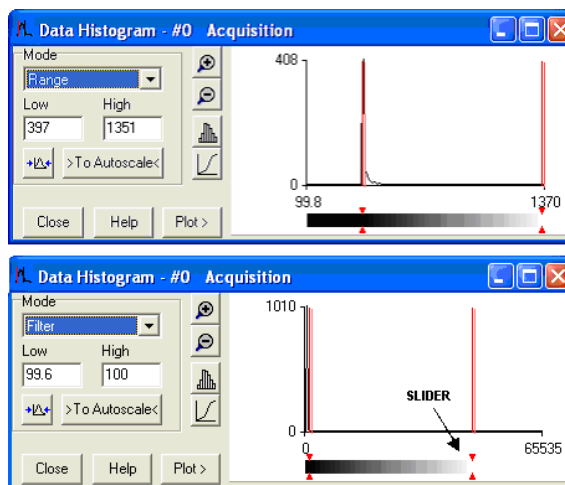 Data Histogram - #0 Acquisition
Mode
Range
Low High
397 1351
>To Autoscale<
Close Help Plot >
408
0
99.8 1370
Data Histogram - #0 Acquisition
Mode
Filter
Low High
99.6 100
>To Autoscale<
Close Help Plot >
1010
SLIDER
0
0 65535